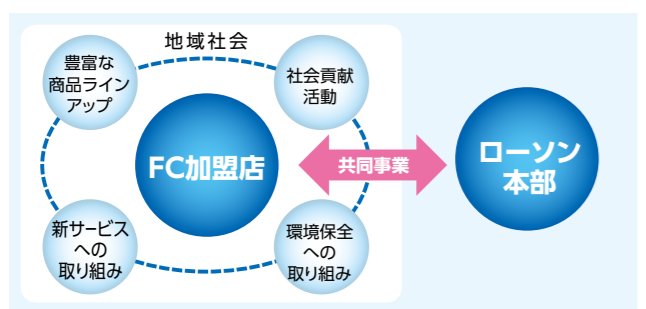 地域社会
豊富な
商品ライン
アップ
社会貢献
活動
FC加盟店
共同事業
ローソン
本部
新サービス
への
取り組み
環境保全
への
取り組み